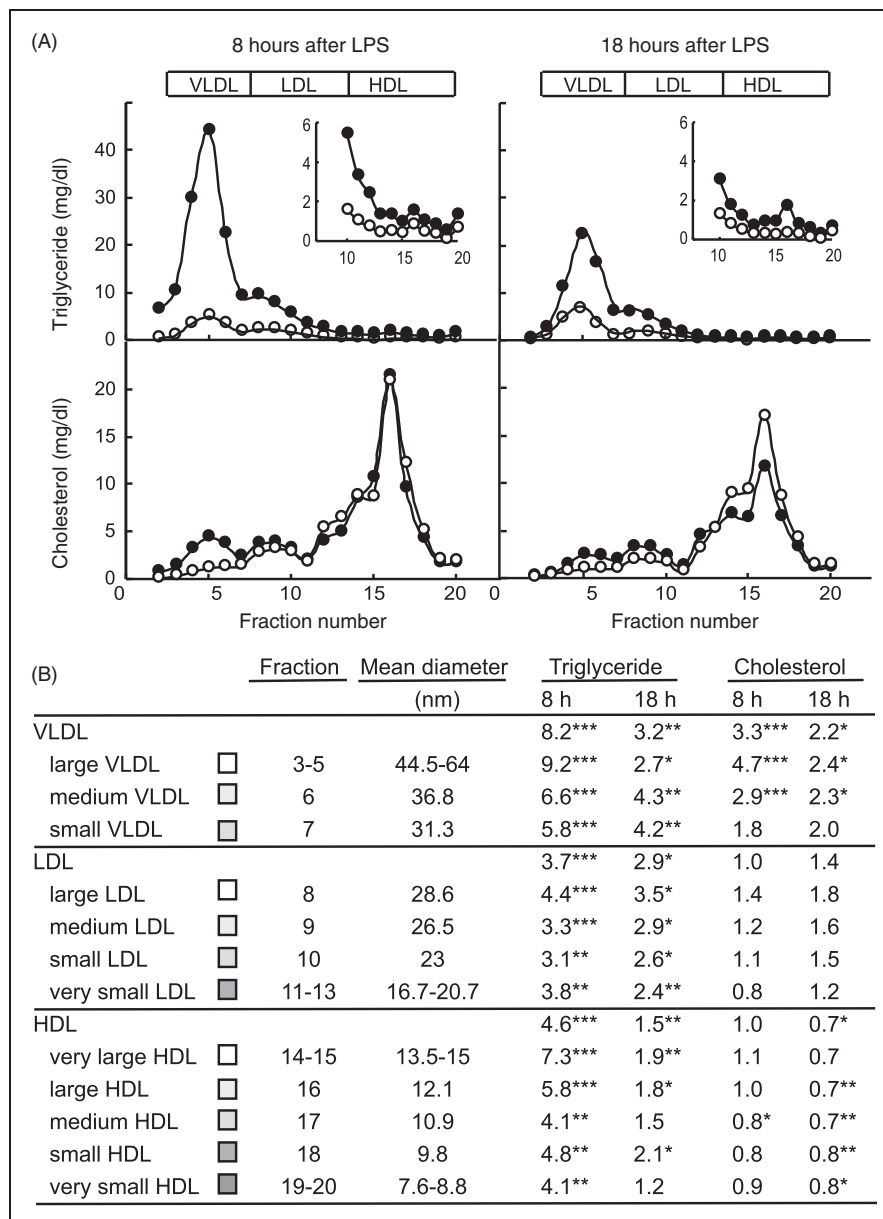 (A)
8 hours after LPS 18 hours after LPS
VLDL LDL HDL VLDL LDL HDL
Triglyceride (mg/dl)
40
30
20
10
0
6
4
2
0
10 15 20
6
4
2
0
10 15 20
Cholesterol (mg/dl)
20
15
10
5
0
0 5 10 15 20 0 5 10 15 20
Fraction number Fraction number
(B) Fraction Mean diameter Triglyceride Cholesterol
(nm) 8 h 18 h 8 h 18 h
VLDL 8.2*** 3.2** 3.3*** 2.2*
large VLDL 3-5 44.5-64 9.2*** 2.7* 4.7*** 2.4*
medium VLDL 6 36.8 6.6*** 4.3** 2.9*** 2.3*
small VLDL 7 31.3 5.8*** 4.2** 1.8 2.0
LDL 3.7*** 2.9* 1.0 1.4
large LDL 8 28.6 4.4*** 3.5* 1.4 1.8
medium LDL 9 26.5 3.3*** 2.9* 1.2 1.6
small LDL 10 23 3.1** 2.6* 1.1 1.5
very small LDL 11-13 16.7-20.7 3.8** 2.4** 0.8 1.2
HDL 4.6*** 1.5** 1.0 0.7*
very large HDL 14-15 13.5-15 7.3*** 1.9** 1.1 0.7
large HDL 16 12.1 5.8*** 1.8* 1.0 0.7**
medium HDL 17 10.9 4.1** 1.5 0.8* 0.7**
small HDL 18 9.8 4.8** 2.1* 0.8 0.8**
very small HDL 19-20 7.6-8.8 4.1** 1.2 0.9 0.8*